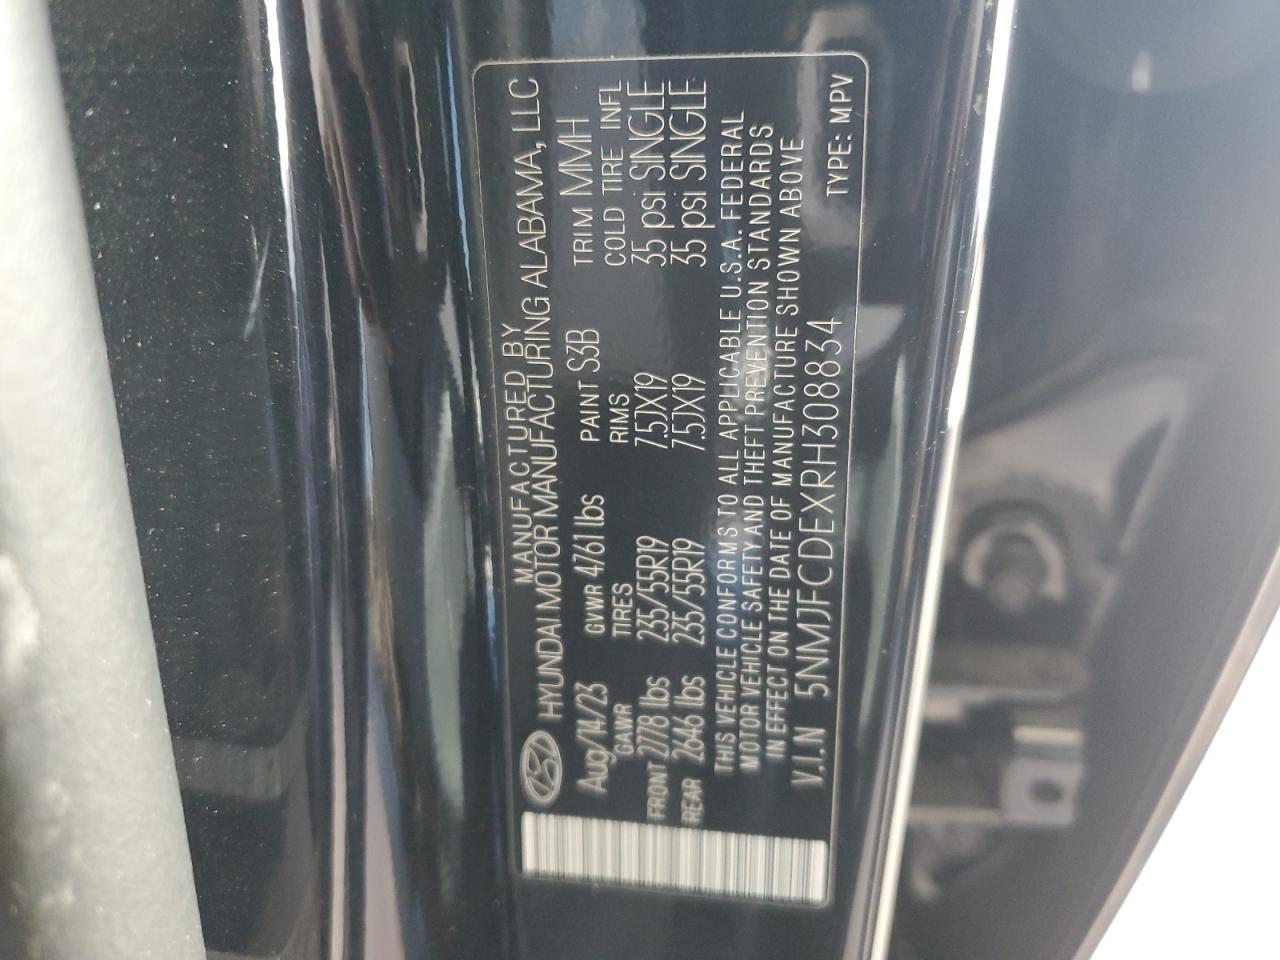 MANUFACTURED BY
HYUNDAI MOTOR MANUFACTURING ALABAMA, LLC
Aug/14/23 GWR 4761 lbs PAINT S3B TRIM MMH
GAWR TIRES RIMS COLD TIRE INFL
FRONT 2778 lbs 235/55R19 7.5JX19 35 psi SINGLE
REAR 2646 lbs 235/55R19 7.5JX19 35 psi SINGLE
THIS VEHICLE CONFORMS TO ALL APPLICABLE U.S.A. FEDERAL
MOTOR VEHICLE SAFETY AND THEFT PREVENTION STANDARDS
IN EFFECT ON THE DATE OF MANUFACTURE SHOWN ABOVE
V.I.N 5NMJFCDEXRH308834 TYPE: MPV